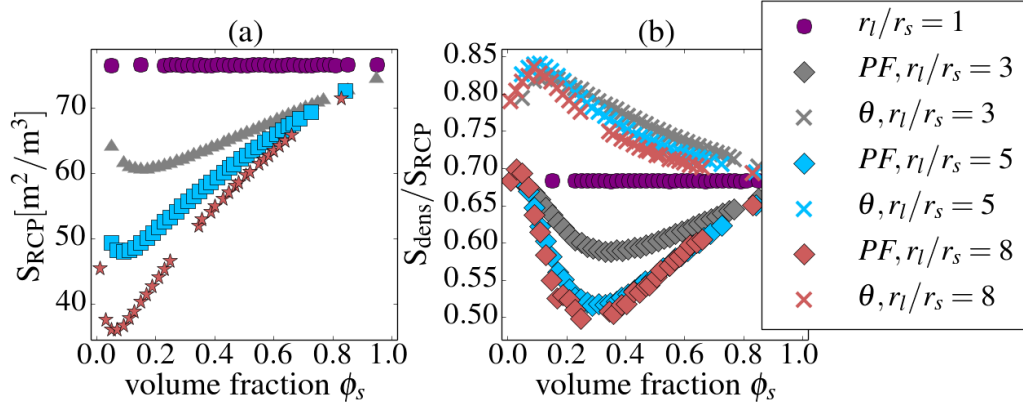 (a)
S_RCP[m²/m³]
70
60
50
40
0.0 0.2 0.4 0.6 0.8 1.0
volume fraction ϕ_s
(b)
S_dens/S_RCP
0.85
0.80
0.75
0.70
0.65
0.60
0.55
0.50
0.0 0.2 0.4 0.6 0.8 1.0
volume fraction ϕ_s
r_l/r_s = 1
PF, r_l/r_s = 3
θ, r_l/r_s = 3
PF, r_l/r_s = 5
θ, r_l/r_s = 5
PF, r_l/r_s = 8
θ, r_l/r_s = 8